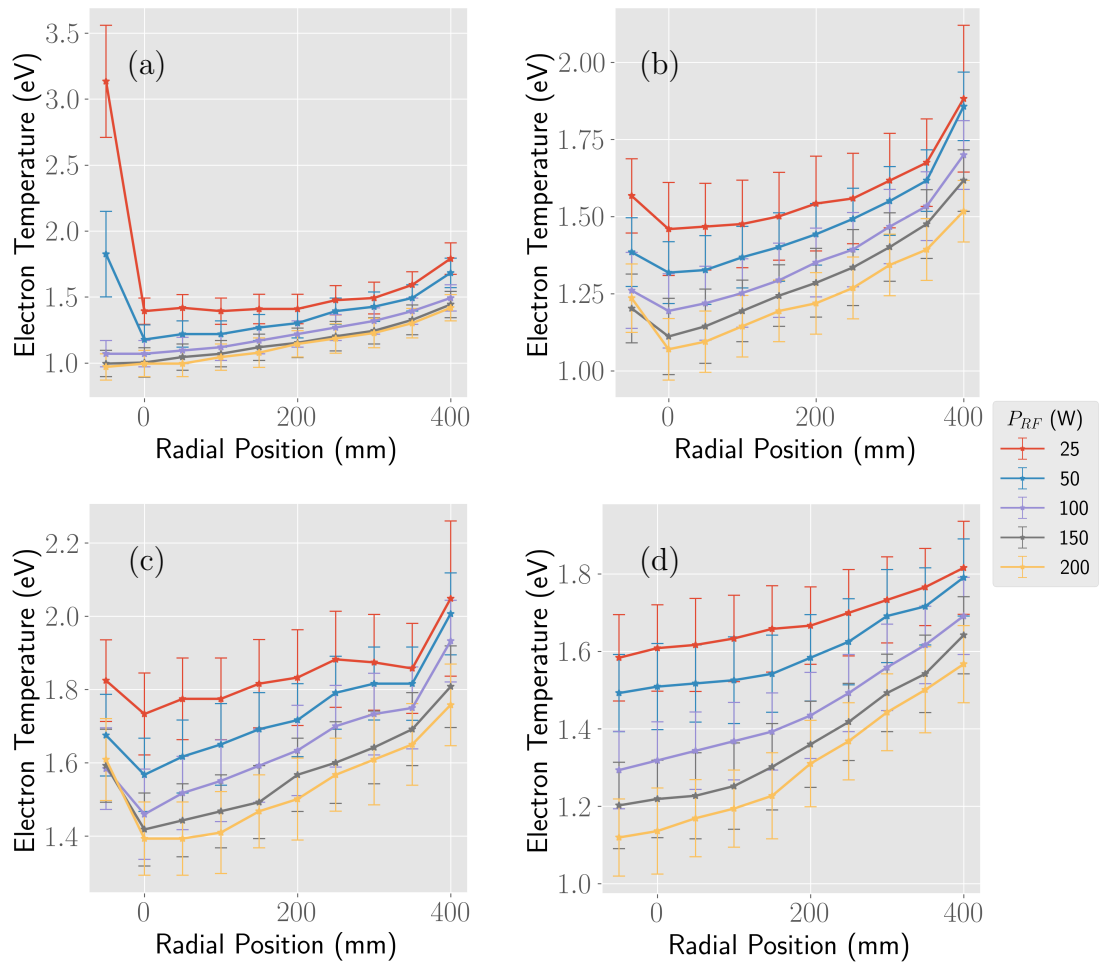 (a)
Electron Temperature (eV)
3.5
3.0
2.5
2.0
1.5
1.0
0 200 400
Radial Position (mm)
(b)
Electron Temperature (eV)
2.00
1.75
1.50
1.25
1.00
0 200 400
Radial Position (mm)
P_RF (W)
25
50
100
150
200
(c)
Electron Temperature (eV)
2.2
2.0
1.8
1.6
1.4
0 200 400
Radial Position (mm)
(d)
Electron Temperature (eV)
1.8
1.6
1.4
1.2
1.0
0 200 400
Radial Position (mm)